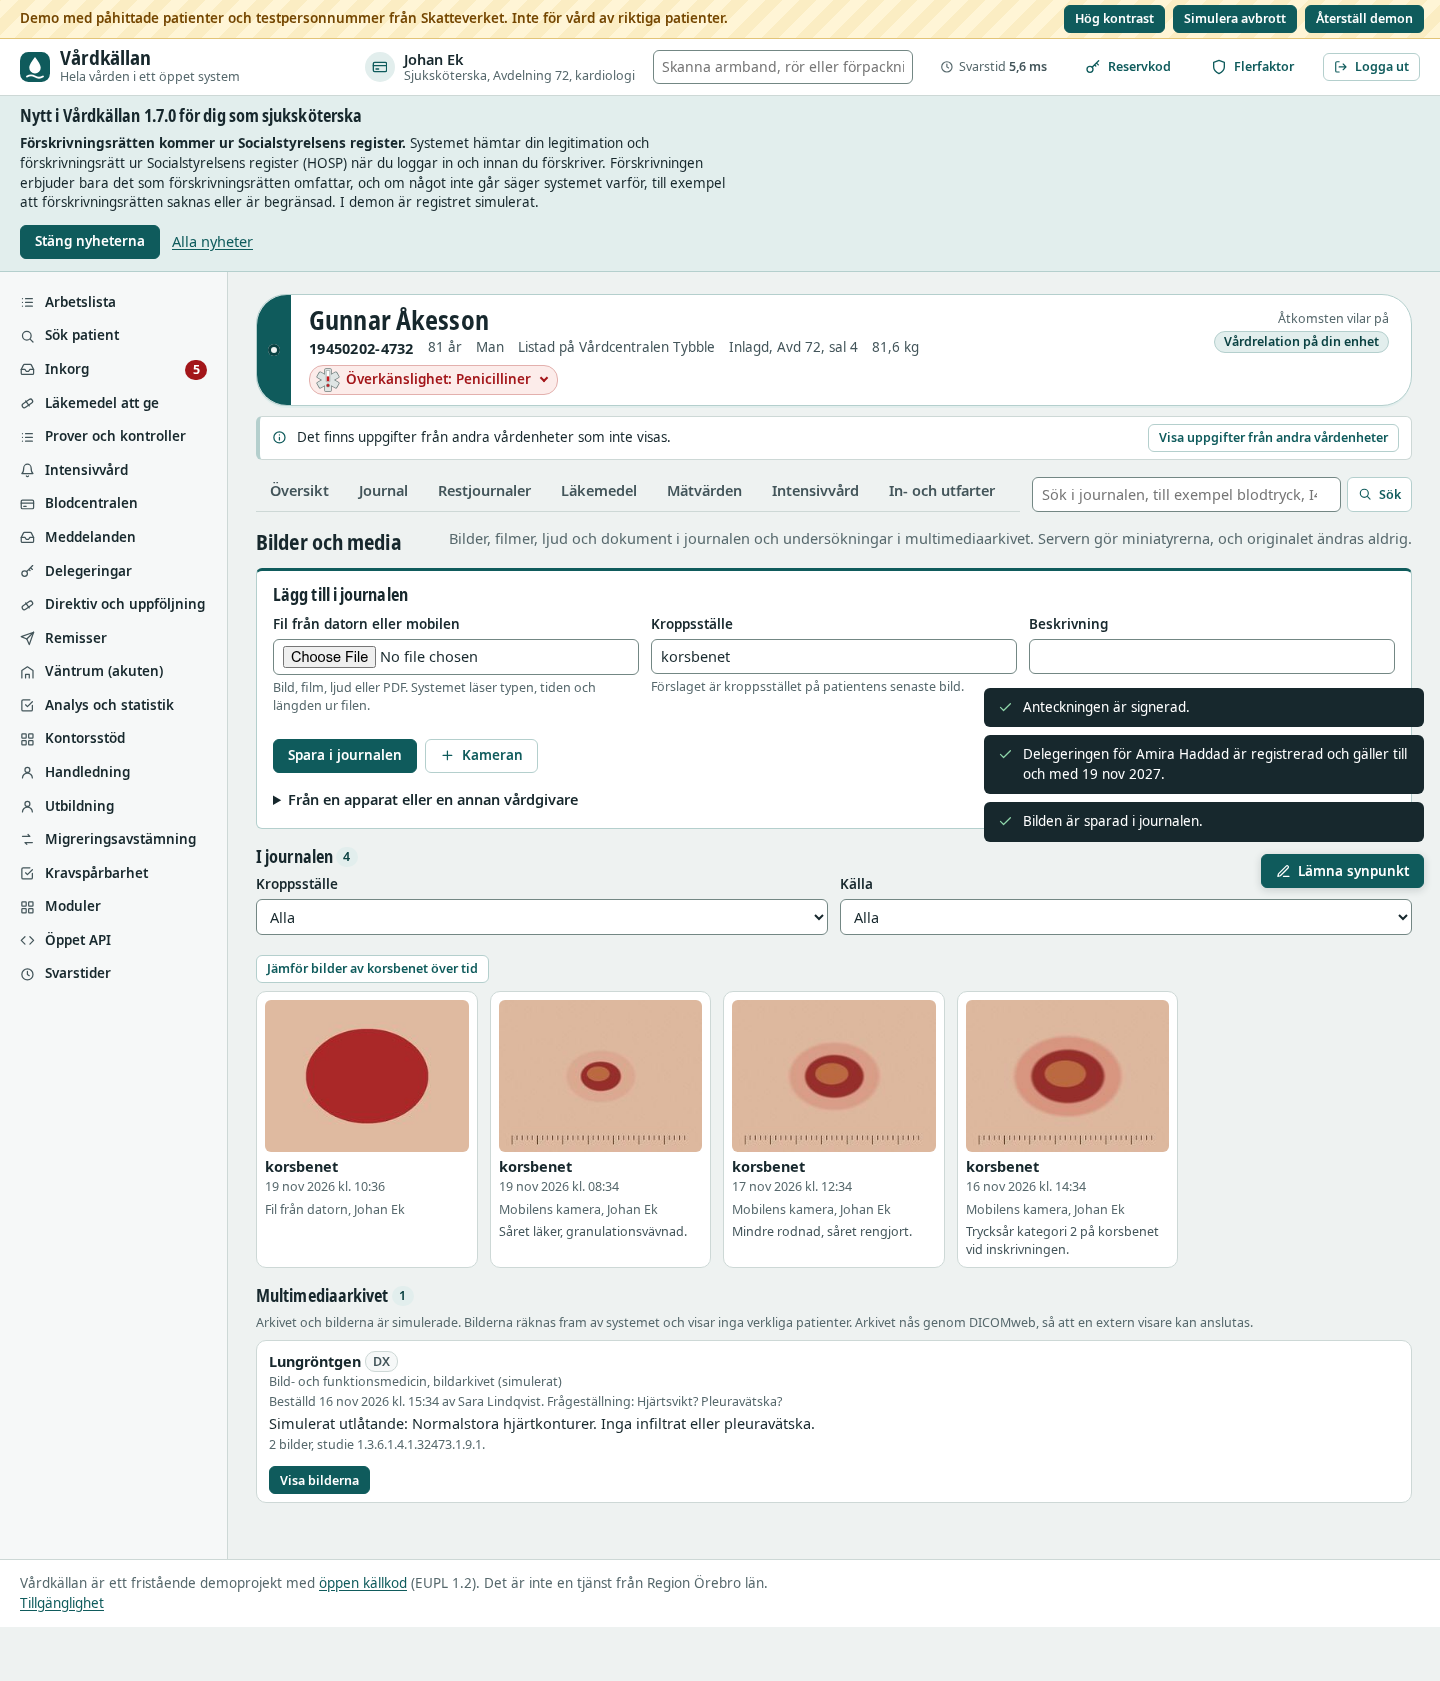 Demo med påhittade patienter och testpersonnummer från Skatteverket. Inte för vård av riktiga patienter.
Hög kontrast
Simulera avbrott
Återställ demon
Vårdkällan
Hela vården i ett öppet system
Johan Ek
Sjuksköterska, Avdelning 72, kardiologi
Skanna armband, rör eller förpackni
Svarstid 5,6 ms
Reservkod
Flerfaktor
Logga ut
Nytt i Vårdkällan 1.7.0 för dig som sjuksköterska
Förskrivningsrätten kommer ur Socialstyrelsens register. Systemet hämtar din legitimation och
förskrivningsrätt ur Socialstyrelsens register (HOSP) när du loggar in och innan du förskriver. Förskrivningen
erbjuder bara det som förskrivningsrätten omfattar, och om något inte går säger systemet varför, till exempel
att förskrivningsrätten saknas eller är begränsad. I demon är registret simulerat.
Stäng nyheterna
Alla nyheter
Arbetslista
Sök patient
Inkorg
5
Läkemedel att ge
Prover och kontroller
Intensivvård
Blodcentralen
Meddelanden
Delegeringar
Direktiv och uppföljning
Remisser
Väntrum (akuten)
Analys och statistik
Kontorsstöd
Handledning
Utbildning
Migreringsavstämning
Kravspårbarhet
Moduler
Öppet API
Svarstider
Gunnar Åkesson
19450202-4732
81 år
Man
Listad på Vårdcentralen Tybble
Inlagd, Avd 72, sal 4
81,6 kg
Överkänslighet: Penicilliner
Åtkomsten vilar på
Vårdrelation på din enhet
Det finns uppgifter från andra vårdenheter som inte visas.
Visa uppgifter från andra vårdenheter
Översikt
Journal
Restjournaler
Läkemedel
Mätvärden
Intensivvård
In- och utfarter
Sök i journalen, till exempel blodtryck, I4
Sök
Bilder och media
Bilder, filmer, ljud och dokument i journalen och undersökningar i multimediaarkivet. Servern gör miniatyrerna, och originalet ändras aldrig.
Lägg till i journalen
Fil från datorn eller mobilen
Choose File No file chosen
Bild, film, ljud eller PDF. Systemet läser typen, tiden och
längden ur filen.
Kroppsställe
korsbenet
Förslaget är kroppsstället på patientens senaste bild.
Beskrivning
Spara i journalen
Kameran
Från en apparat eller en annan vårdgivare
Anteckningen är signerad.
Delegeringen för Amira Haddad är registrerad och gäller till
och med 19 nov 2027.
Bilden är sparad i journalen.
Lämna synpunkt
I journalen 4
Kroppsställe
Alla
Källa
Alla
Jämför bilder av korsbenet över tid
korsbenet
19 nov 2026 kl. 10:36
Fil från datorn, Johan Ek
korsbenet
19 nov 2026 kl. 08:34
Mobilens kamera, Johan Ek
Såret läker, granulationsvävnad.
korsbenet
17 nov 2026 kl. 12:34
Mobilens kamera, Johan Ek
Mindre rodnad, såret rengjort.
korsbenet
16 nov 2026 kl. 14:34
Mobilens kamera, Johan Ek
Trycksår kategori 2 på korsbenet
vid inskrivningen.
Multimediaarkivet 1
Arkivet och bilderna är simulerade. Bilderna räknas fram av systemet och visar inga verkliga patienter. Arkivet nås genom DICOMweb, så att en extern visare kan anslutas.
Lungröntgen DX
Bild- och funktionsmedicin, bildarkivet (simulerat)
Beställd 16 nov 2026 kl. 15:34 av Sara Lindqvist. Frågeställning: Hjärtsvikt? Pleuravätska?
Simulerat utlåtande: Normalstora hjärtkonturer. Inga infiltrat eller pleuravätska.
2 bilder, studie 1.3.6.1.4.1.32473.1.9.1.
Visa bilderna
Vårdkällan är ett fristående demoprojekt med öppen källkod (EUPL 1.2). Det är inte en tjänst från Region Örebro län.
Tillgänglighet